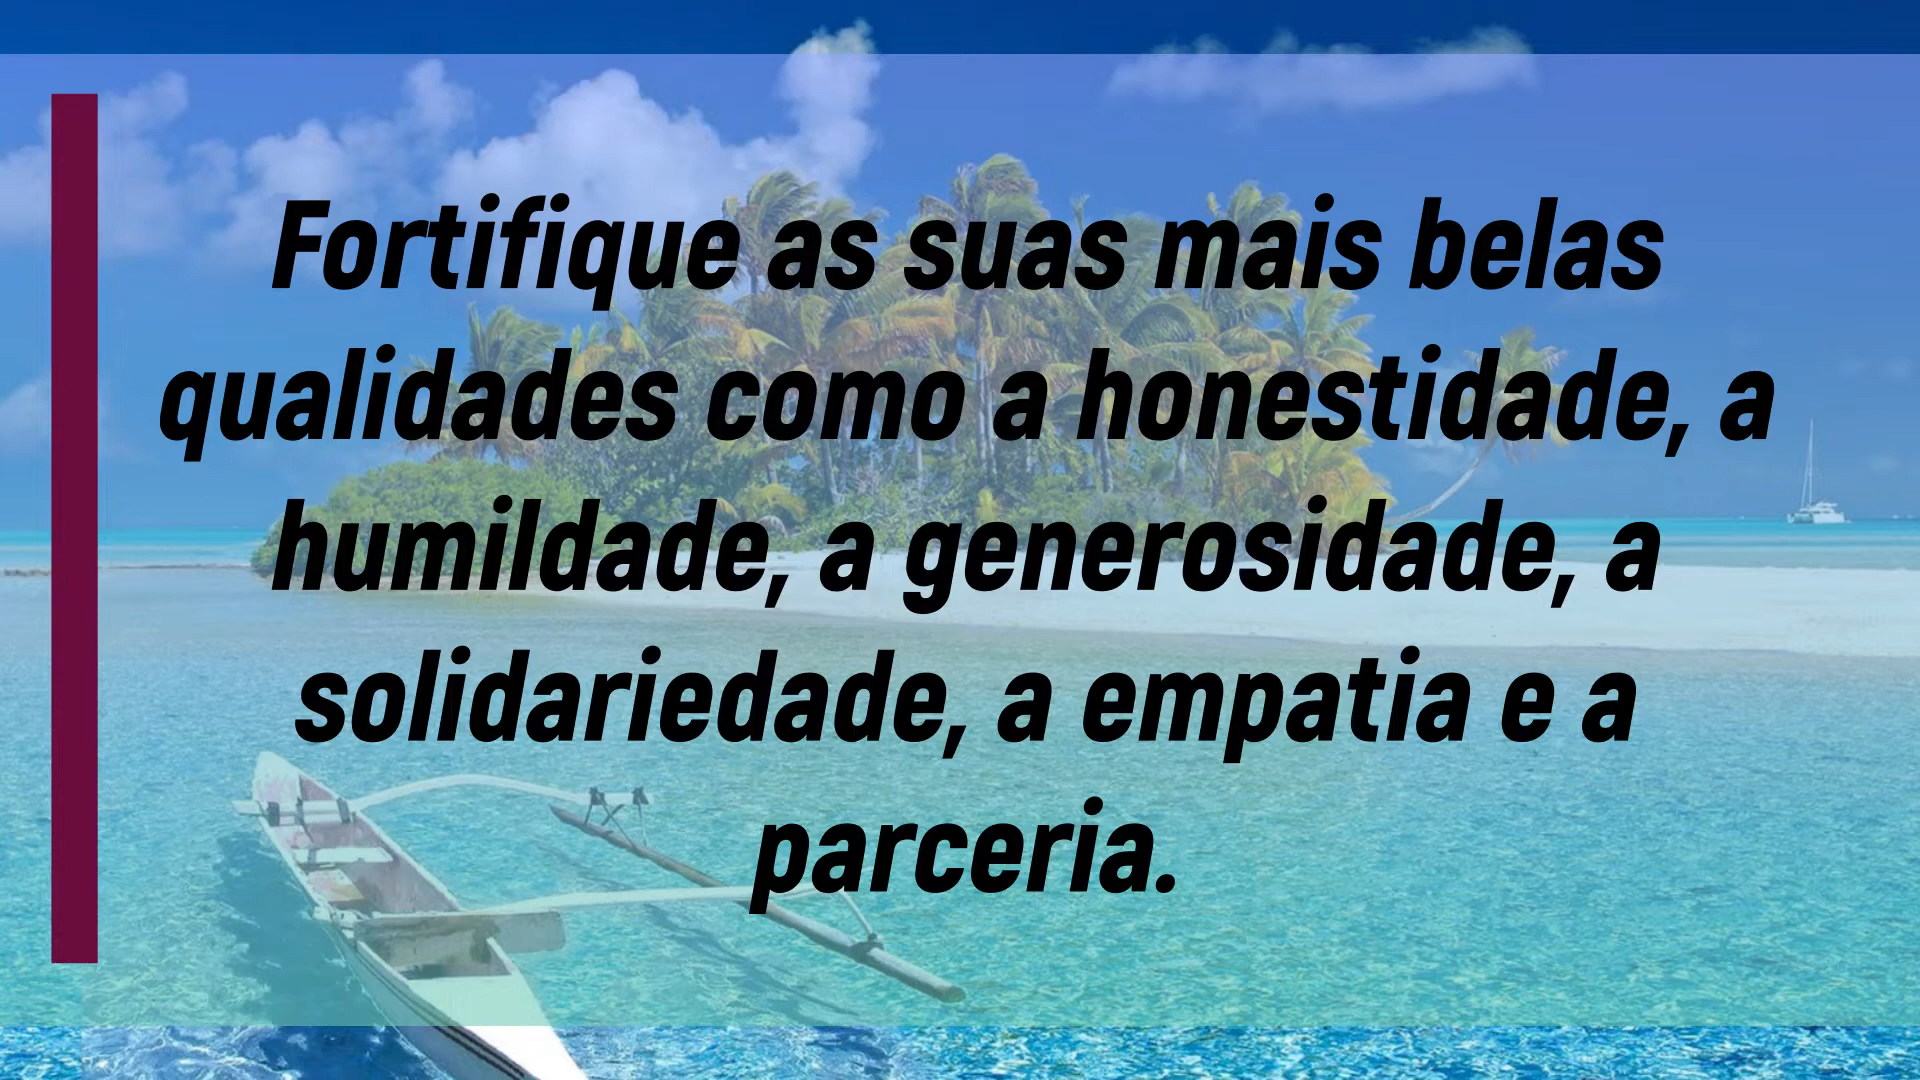 Fortifique as suas mais belas
qualidades como a honestidade, a
humildade, a generosidade, a
solidariedade, a empatia e a
parceria.